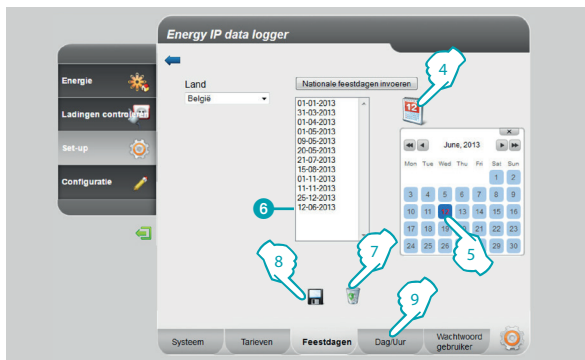 Energy IP data logger
Energie
Ladingen control
Set-up
Configuratie
Land
België
Nationale feestdagen invoeren
01-01-2013
31-03-2013
01-04-2013
01-05-2013
09-05-2013
20-05-2013
21-07-2013
15-08-2013
01-11-2013
11-11-2013
25-12-2013
12-06-2013
4
12
June, 2013
Mon Tue Wed Thu Fri Sat Sun
1 2
3 4 5 6 7 8 9
10 11 12 13 14 15 16
17 18 19 20 21 22 23
24 25 26 27 28 29 30
5
6
7
8
9
Systeem
Tarieven
Feestdagen
Dag/Uur
Wachtwoord
gebruiker